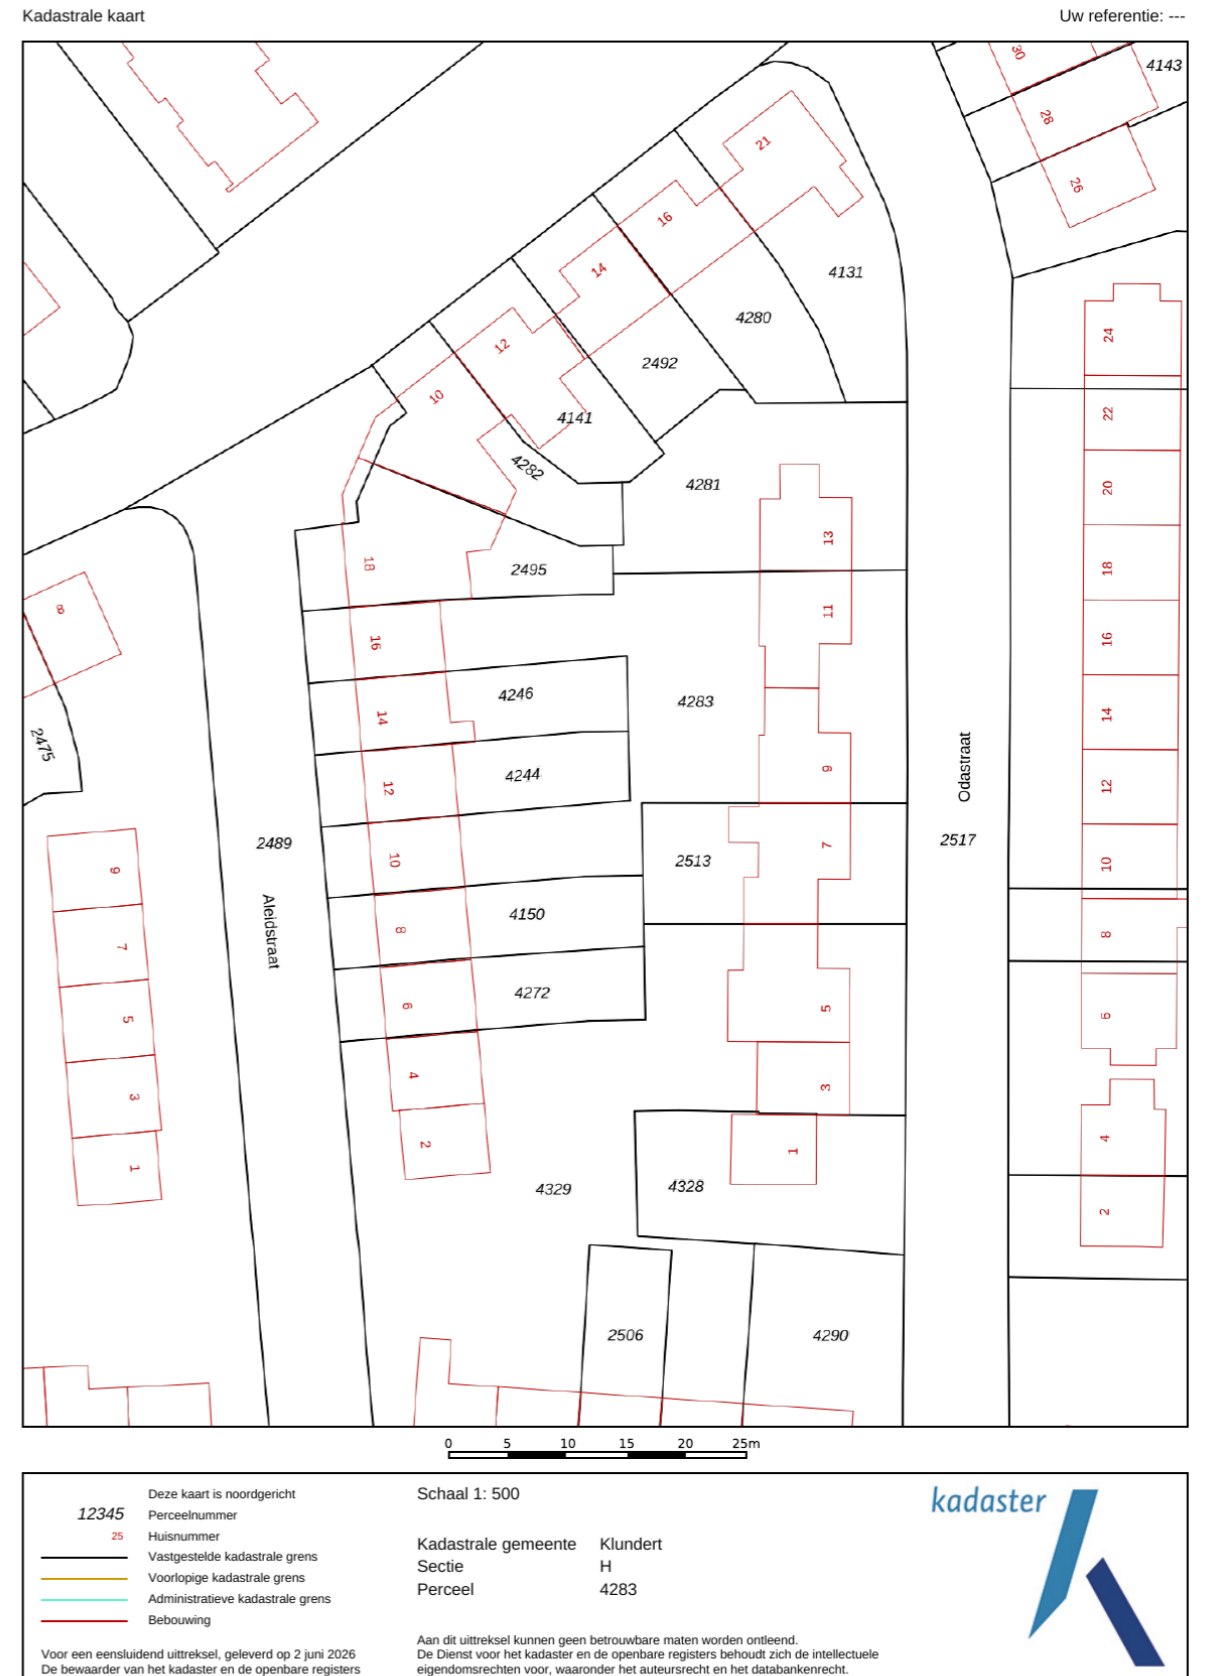 Kadastrale kaart
Uw referentie: ---
30
4143
28
21
26
16
14
4131
4280
24
12
2492
10
22
4141
4282
4281
20
13
18
2495
18
8
11
16
16
4246
4283
14
14
2475
9
4244
12
12
Odastraat
2489
2517
7
10
2513
10
9
4150
8
8
7
Aleidstraat
4272
6
5
6
5
4
3
3
4
2
1
1
4329
4328
2
2506
4290
0 5 10 15 20 25m
Deze kaart is noordgericht
12345 Perceelnummer
25 Huisnummer
Vastgestelde kadastrale grens
Voorlopige kadastrale grens
Administratieve kadastrale grens
Bebouwing
Voor een eensluidend uittreksel, geleverd op 2 juni 2026
De bewaarder van het kadaster en de openbare registers
Schaal 1: 500
Kadastrale gemeente Klundert
Sectie H
Perceel 4283
Aan dit uittreksel kunnen geen betrouwbare maten worden ontleend.
De Dienst voor het kadaster en de openbare registers behoudt zich de intellectuele
eigendomsrechten voor, waaronder het auteursrecht en het databankenrecht.
kadaster